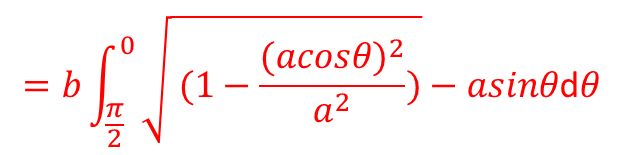 = b ∫_{π/2}^{0} √((1 − (acosθ)²/a²)) − asinθdθ